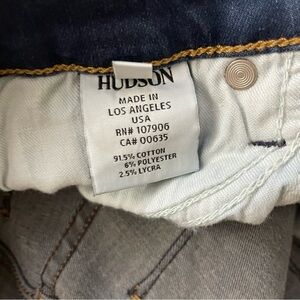 HUDSON
MADE IN
LOS ANGELES
USA
RN# 107906
CA# 00635
91.5% COTTON
6% POLYESTER
2.5% LYCRA